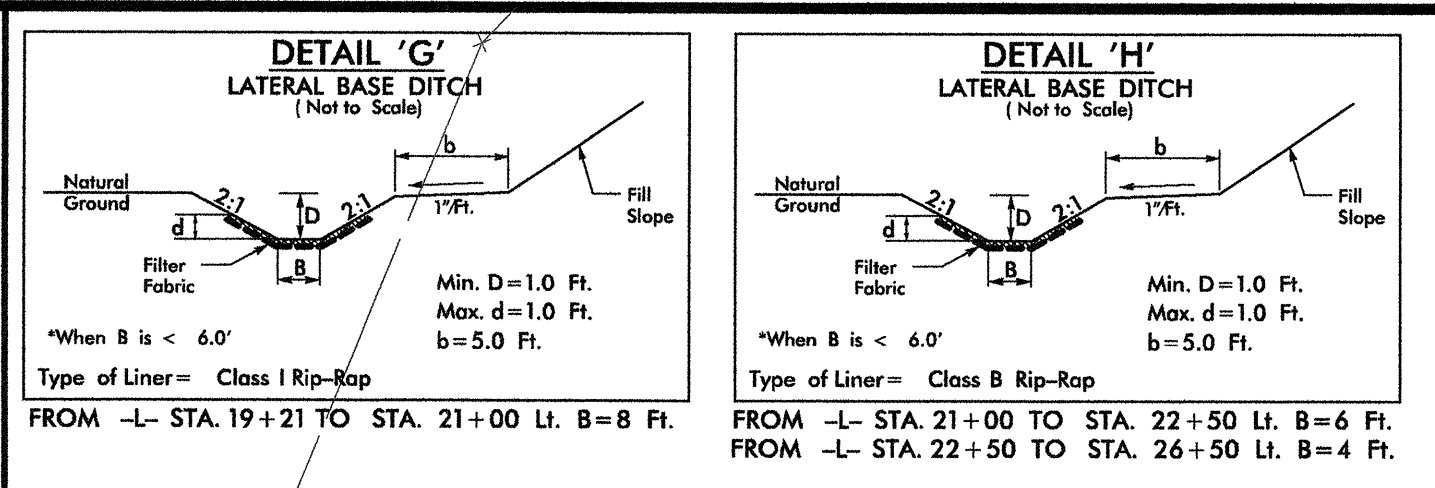 DETAIL 'G'
LATERAL BASE DITCH
( Not to Scale)
b
Natural
Ground
2:1
D
2:1
1"/Ft.
Fill
Slope
d
B
Filter
Fabric
Min. D=1.0 Ft.
Max. d=1.0 Ft.
b=5.0 Ft.
*When B is < 6.0'
Type of Liner= Class I Rip-Rap
FROM -L- STA. 19+21 TO STA. 21+00 Lt. B=8 Ft.
DETAIL 'H'
LATERAL BASE DITCH
( Not to Scale)
b
Natural
Ground
2:1
D
2:1
1"/Ft.
Fill
Slope
d
B
Filter
Fabric
Min. D=1.0 Ft.
Max. d=1.0 Ft.
b=5.0 Ft.
*When B is < 6.0'
Type of Liner= Class B Rip-Rap
FROM -L- STA. 21+00 TO STA. 22+50 Lt. B=6 Ft.
FROM -L- STA. 22+50 TO STA. 26+50 Lt. B=4 Ft.